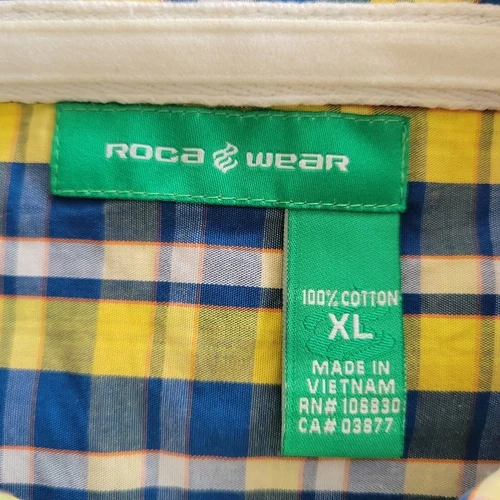 ROCA WEAR
100% COTTON
XL
MADE IN
VIETNAM
RN# 106830
CA# 03877